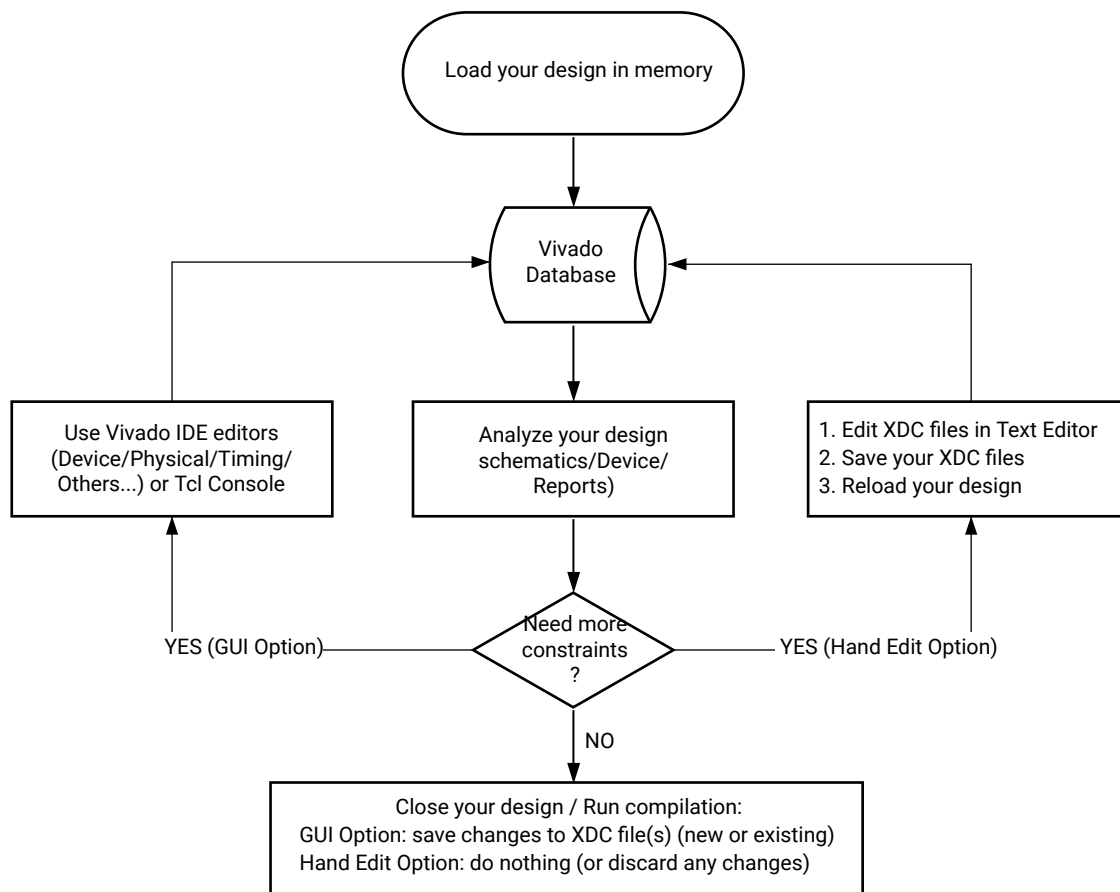 Load your design in memory
Vivado
Database
Use Vivado IDE editors
(Device/Physical/Timing/
Others...) or Tcl Console
Analyze your design
schematics/Device/
Reports)
1. Edit XDC files in Text Editor
2. Save your XDC files
3. Reload your design
YES (GUI Option)
Need more
constraints
?
YES (Hand Edit Option)
NO
Close your design / Run compilation:
GUI Option: save changes to XDC file(s) (new or existing)
Hand Edit Option: do nothing (or discard any changes)